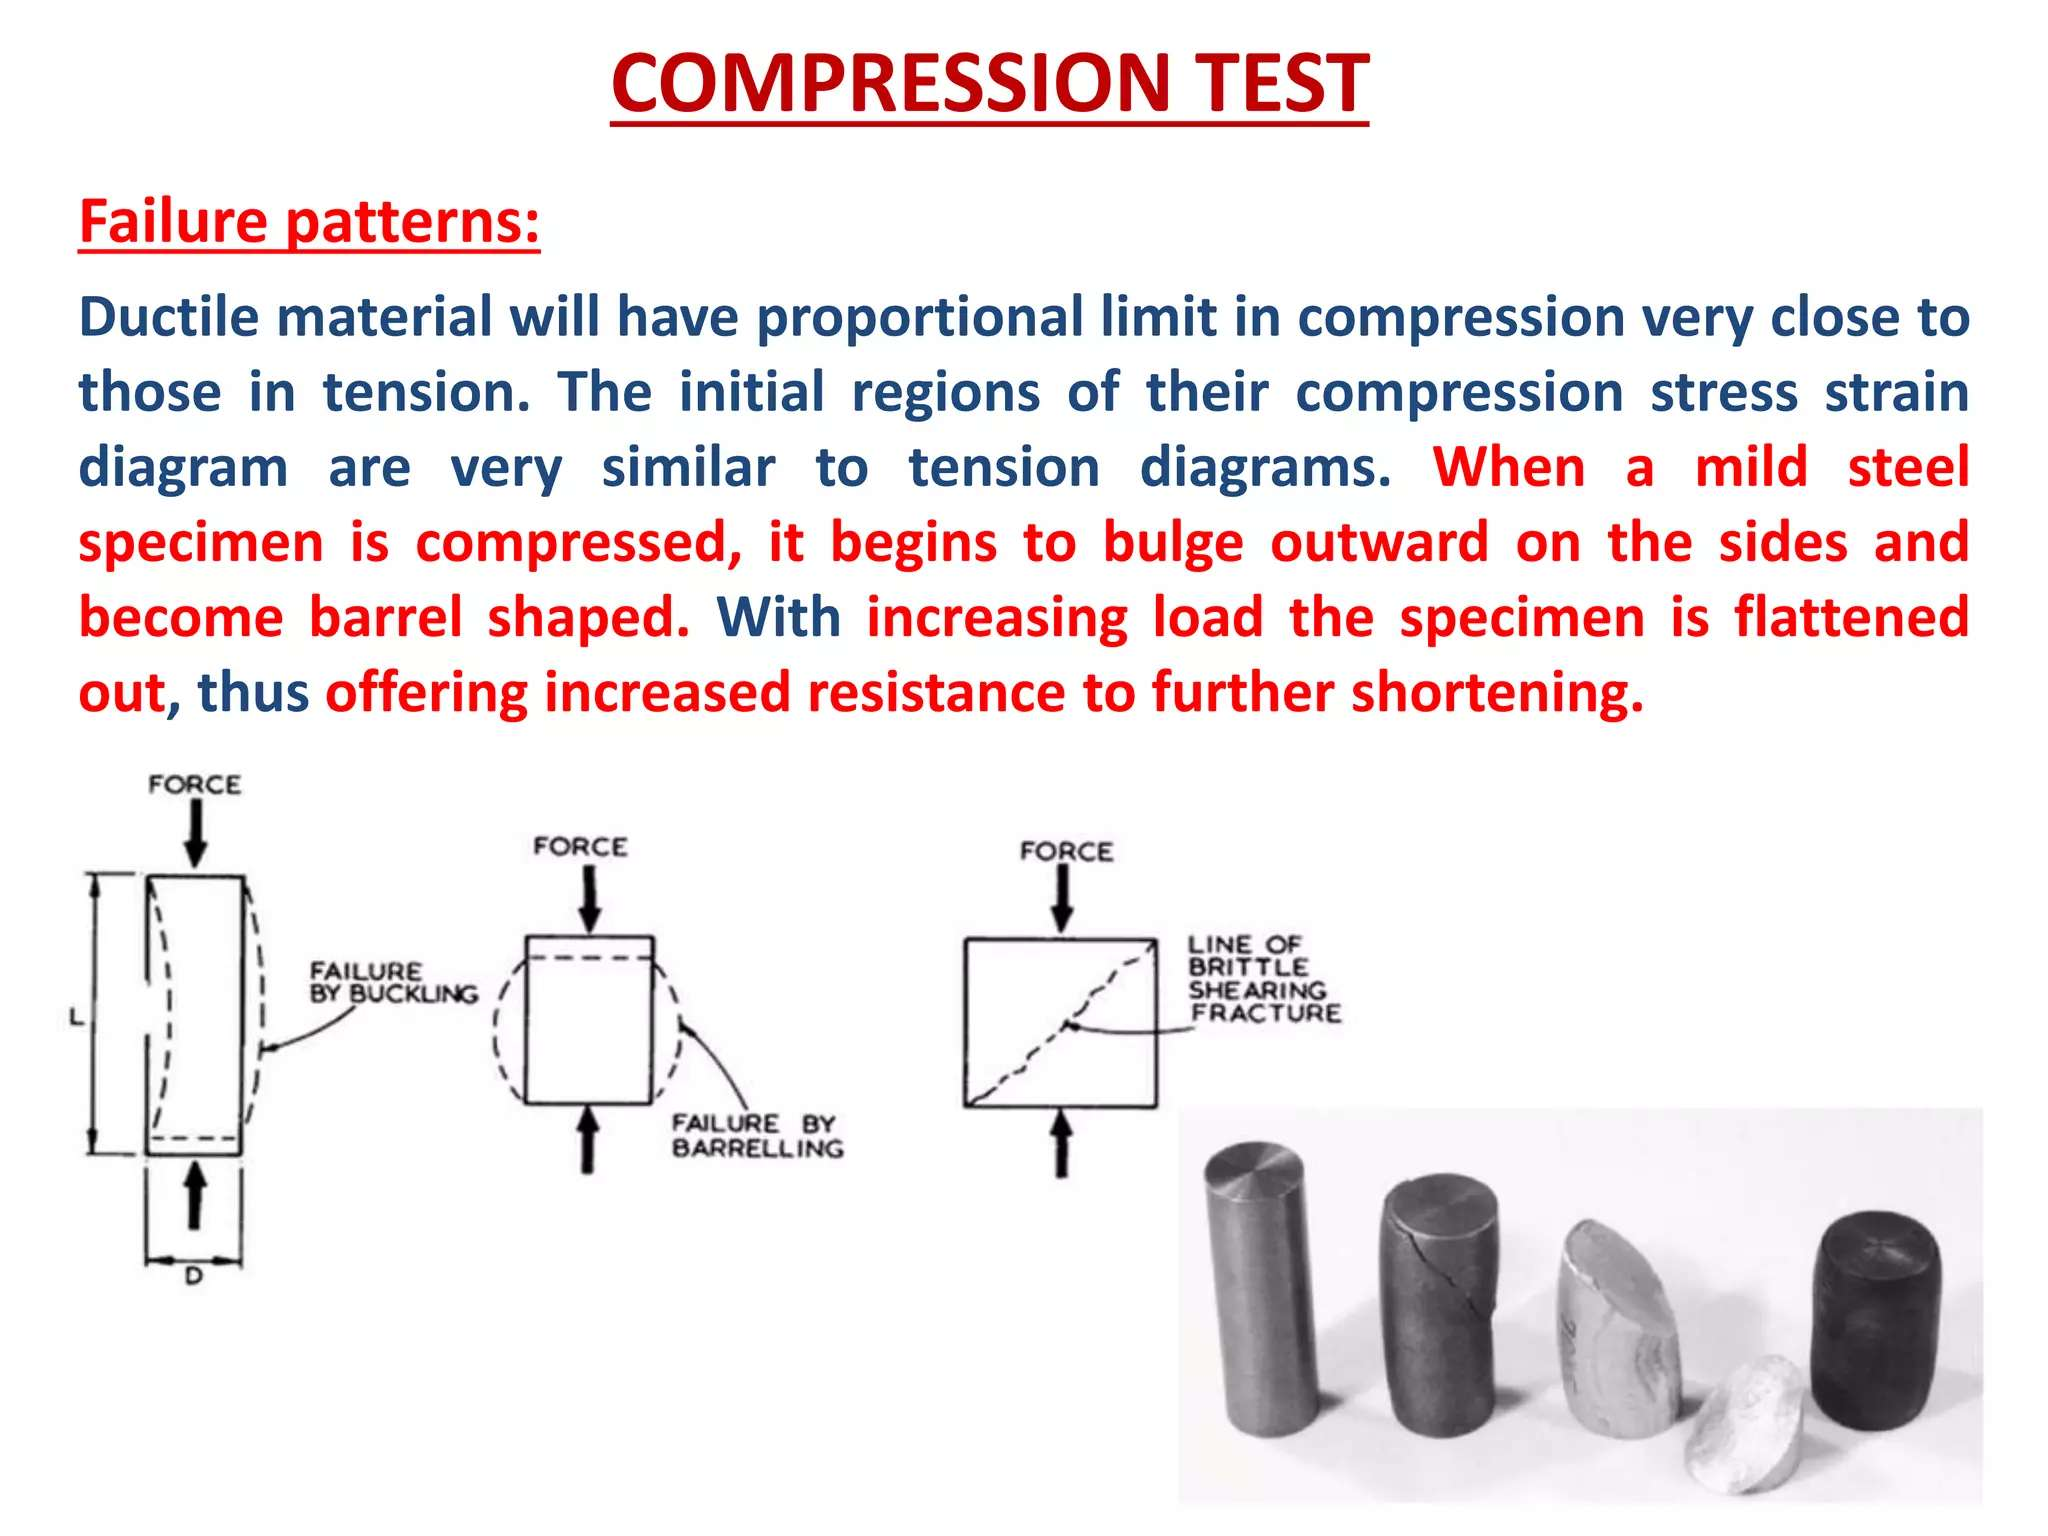 COMPRESSION TEST
Failure patterns:
Ductile material will have proportional limit in compression very close to
those in tension. The initial regions of their compression stress strain
diagram are very similar to tension diagrams. When a mild steel
specimen is compressed, it begins to bulge outward on the sides and
become barrel shaped. With increasing load the specimen is flattened
out, thus offering increased resistance to further shortening.
FORCE
L
FAILURE
BY BUCKLING
D
FORCE
FAILURE BY
BARRELLING
FORCE
LINE OF
BRITTLE
SHEARING
FRACTURE